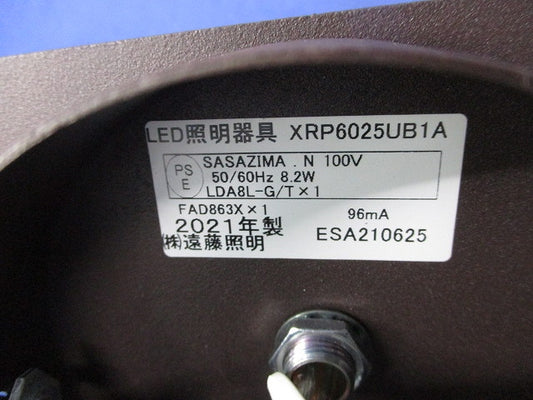 LED照明器具 XRP6025UB1A
PS E
SASAZIMA . N 100V
50/60Hz 8.2W
LDA8L-G/T×1
FAD863X×1 96mA
2021年製 ESA210625
㈱遠藤照明